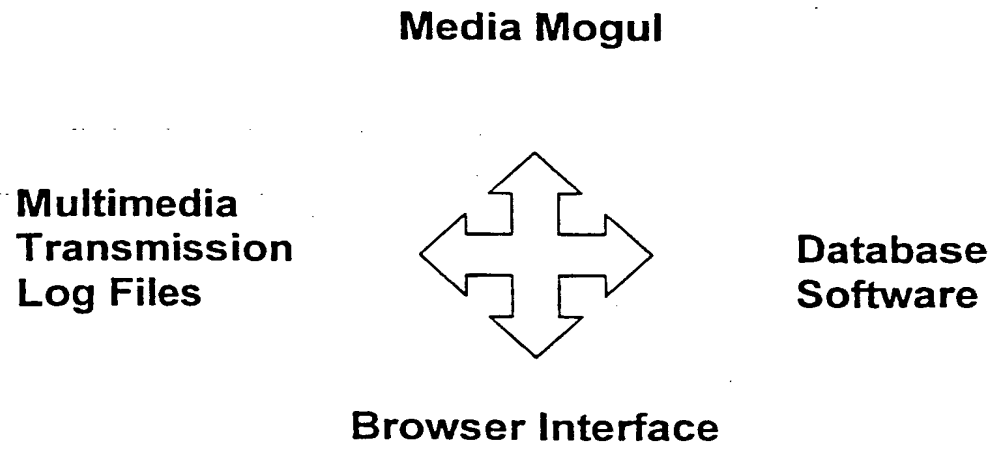 Media Mogul
Multimedia
Transmission
Log Files
Database
Software
Browser Interface